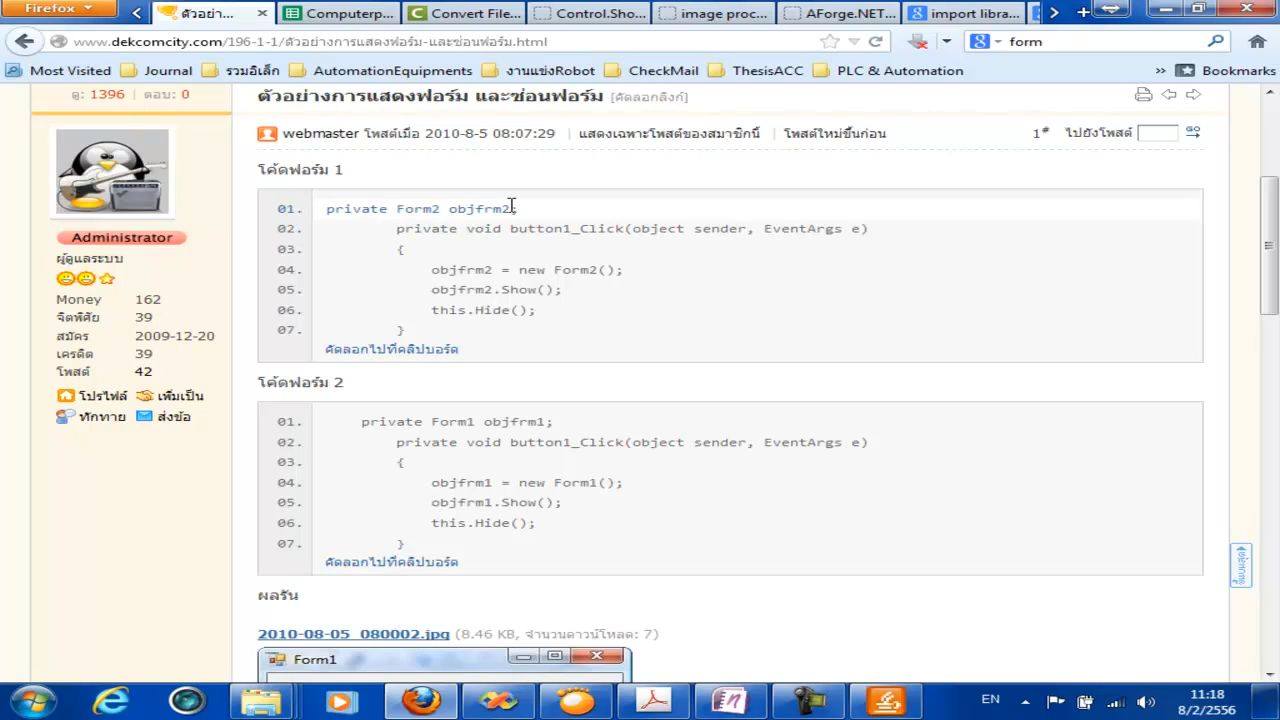 Firefox
ตัวอย่า...
Computerp...
Convert File...
Control.Sho...
image proc...
AForge.NET...
import libra...
www.dekcomcity.com/196-1-1/ตัวอย่างการแสดงฟอร์ม-และซ่อนฟอร์ม.html
form
Most Visited
Journal
รวมอิเล็ก
AutomationEquipments
งานแข่งRobot
CheckMail
ThesisACC
PLC & Automation
»
Bookmarks
ดู: 1396 | ตอบ: 0
ตัวอย่างการแสดงฟอร์ม และซ่อนฟอร์ม [คัดลอกลิงก์]
webmaster โพสต์เมื่อ 2010-8-5 08:07:29 | แสดงเฉพาะโพสต์ของสมาชิกนี้ | โพสต์ใหม่ขึ้นก่อน
1# ไปยังโพสต์
Administrator
ผู้ดูแลระบบ
Money 162
จิตพิศัย 39
สมัคร 2009-12-20
เครดิต 39
โพสต์ 42
โปรไฟล์ เพิ่มเป็น
ทักทาย ส่งข้อ
โค้ดฟอร์ม 1
01. private Form2 objfrm2;
02. private void button1_Click(object sender, EventArgs e)
03. {
04. objfrm2 = new Form2();
05. objfrm2.Show();
06. this.Hide();
07. }
คัดลอกไปที่คลิปบอร์ด
โค้ดฟอร์ม 2
01. private Form1 objfrm1;
02. private void button1_Click(object sender, EventArgs e)
03. {
04. objfrm1 = new Form1();
05. objfrm1.Show();
06. this.Hide();
07. }
คัดลอกไปที่คลิปบอร์ด
ผลรัน
2010-08-05_080002.jpg (8.46 KB, จำนวนดาวน์โหลด: 7)
Form1
EN
11:18
8/2/2556